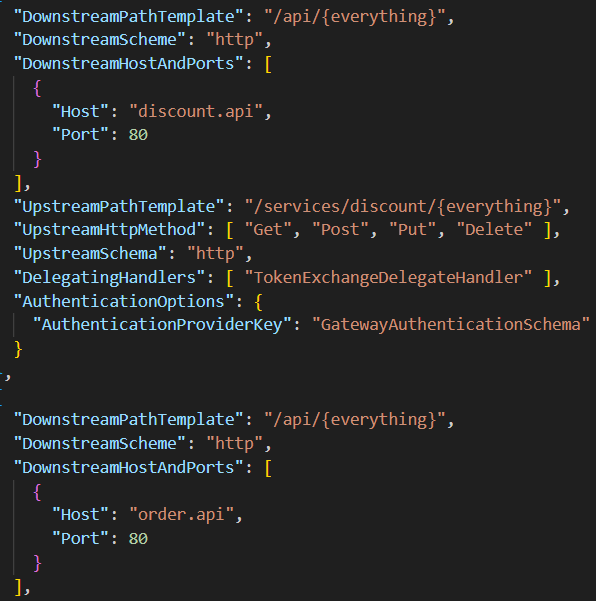 "DownstreamPathTemplate": "/api/{everything}",
"DownstreamScheme": "http",
"DownstreamHostAndPorts": [
{
"Host": "discount.api",
"Port": 80
}
],
"UpstreamPathTemplate": "/services/discount/{everything}",
"UpstreamHttpMethod": [ "Get", "Post", "Put", "Delete" ],
"UpstreamSchema": "http",
"DelegatingHandlers": [ "TokenExchangeDelegateHandler" ],
"AuthenticationOptions": {
"AuthenticationProviderKey": "GatewayAuthenticationSchema"
}
,
"DownstreamPathTemplate": "/api/{everything}",
"DownstreamScheme": "http",
"DownstreamHostAndPorts": [
{
"Host": "order.api",
"Port": 80
}
],